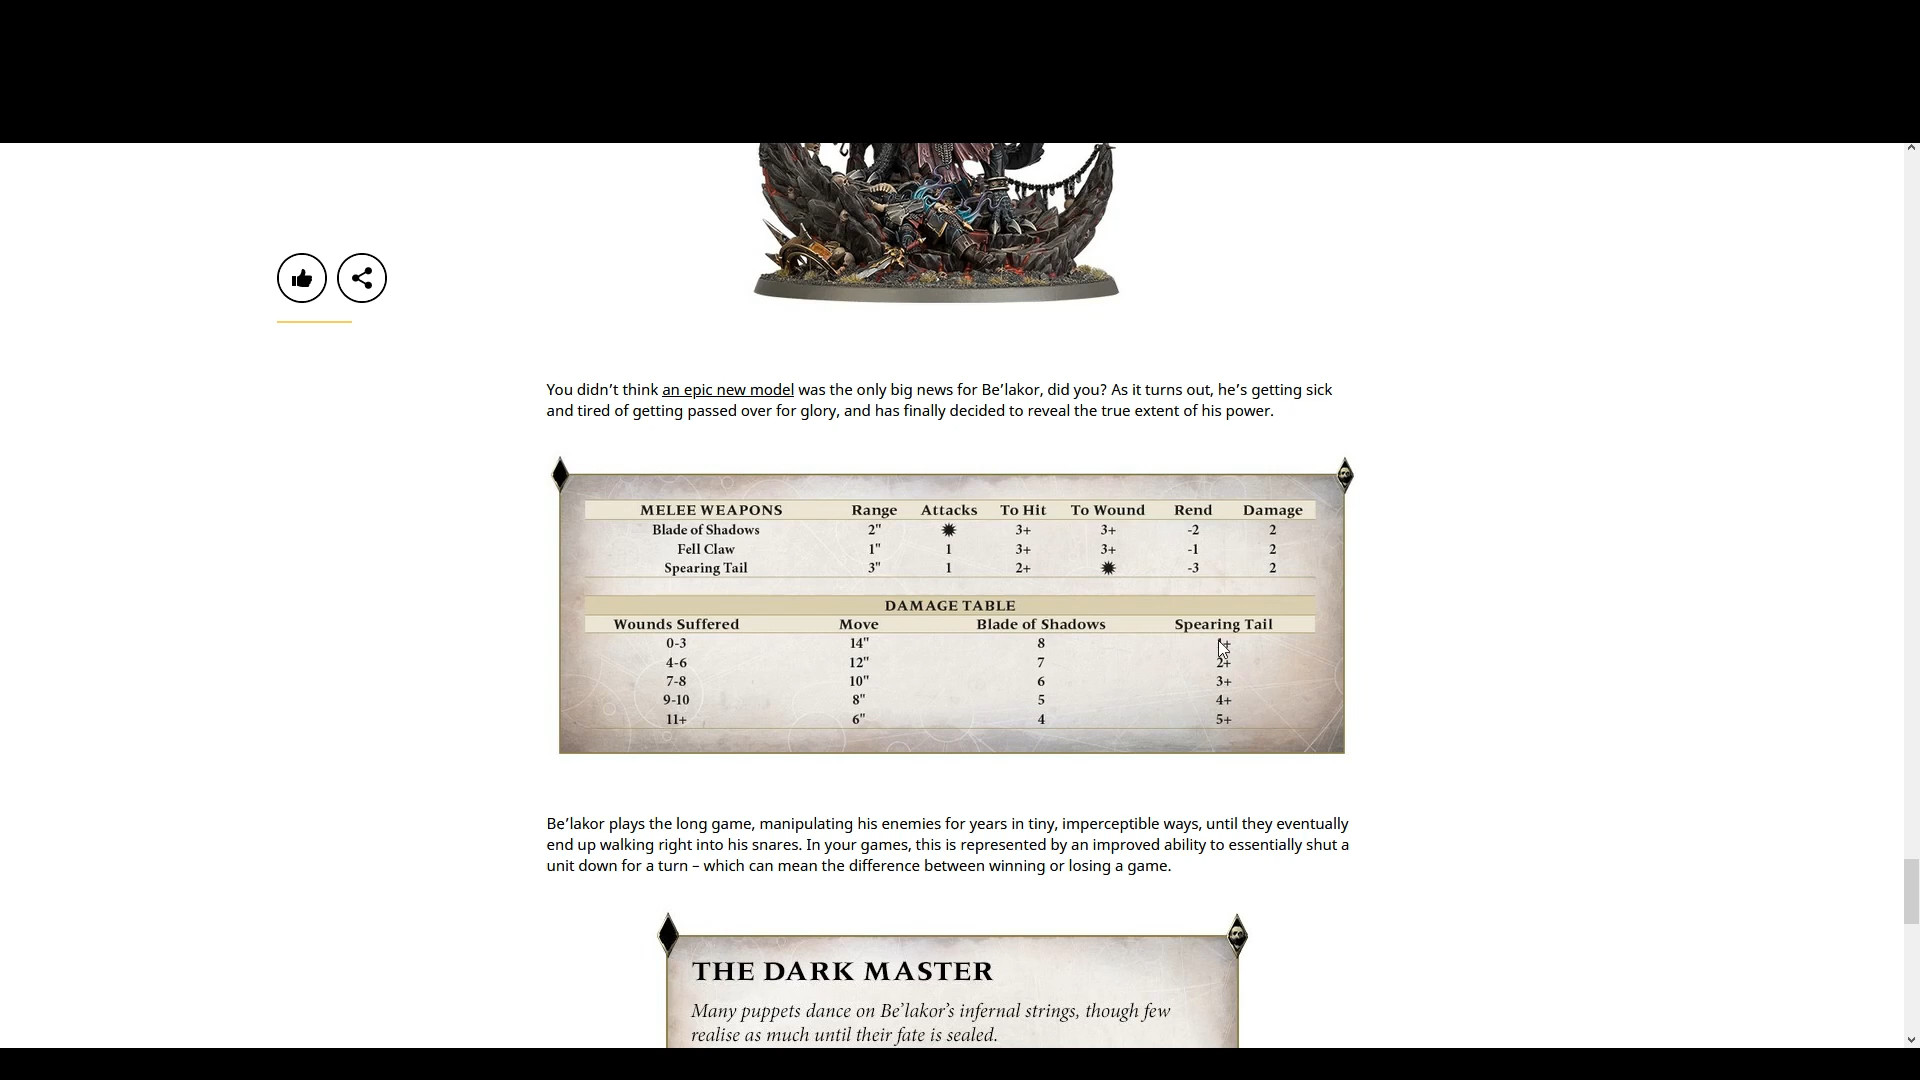 You didn’t think an epic new model was the only big news for Be’lakor, did you? As it turns out, he’s getting sick
and tired of getting passed over for glory, and has finally decided to reveal the true extent of his power.
MELEE WEAPONS Range Attacks To Hit To Wound Rend Damage
Blade of Shadows 2" ✹ 3+ 3+ -2 2
Fell Claw 1" 1 3+ 3+ -1 2
Spearing Tail 3" 1 2+ ✹ -3 2
DAMAGE TABLE
Wounds Suffered Move Blade of Shadows Spearing Tail
0-3 14" 8
4-6 12" 7 2+
7-8 10" 6 3+
9-10 8" 5 4+
11+ 6" 4 5+
Be’lakor plays the long game, manipulating his enemies for years in tiny, imperceptible ways, until they eventually
end up walking right into his snares. In your games, this is represented by an improved ability to essentially shut a
unit down for a turn – which can mean the difference between winning or losing a game.
THE DARK MASTER
Many puppets dance on Be’lakor’s infernal strings, though few
realise as much until their fate is sealed.